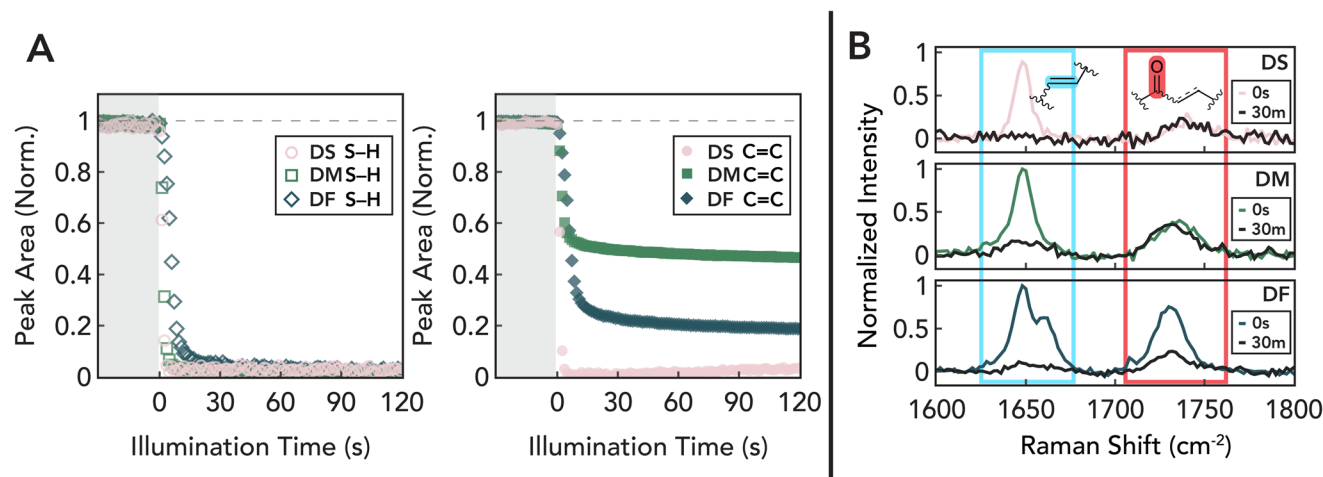 A
Peak Area (Norm.)
1
0.8
0.6
0.4
0.2
0
DS S–H
DM S–H
DF S–H
0 30 60 90 120
Illumination Time (s)
Peak Area (Norm.)
1
0.8
0.6
0.4
0.2
0
DS C=C
DM C=C
DF C=C
0 30 60 90 120
Illumination Time (s)
B
Normalized Intensity
1
0.5
0
O
DS
0s
30m
1
0.5
0
DM
0s
30m
1
0.5
0
DF
0s
30m
1600 1650 1700 1750 1800
Raman Shift (cm-2)